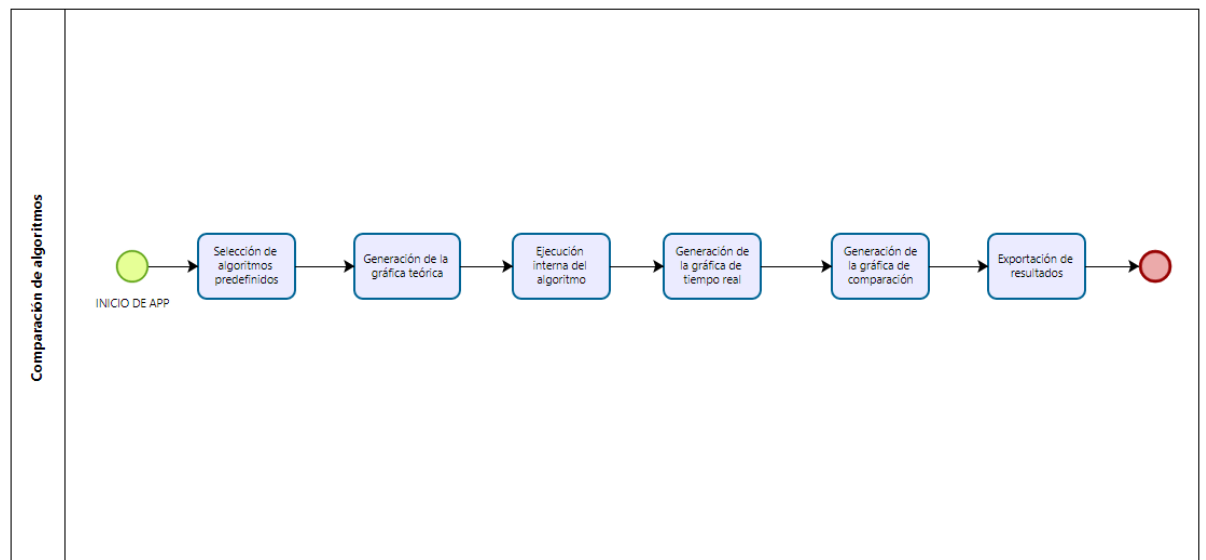 Comparación de algoritmos
INICIO DE APP
Selección de
algoritmos
predefinidos
Generación de la
gráfica teórica
Ejecución
interna del
algoritmo
Generación de
la gráfica de
tiempo real
Generación de
la gráfica de
comparación
Exportación de
resultados